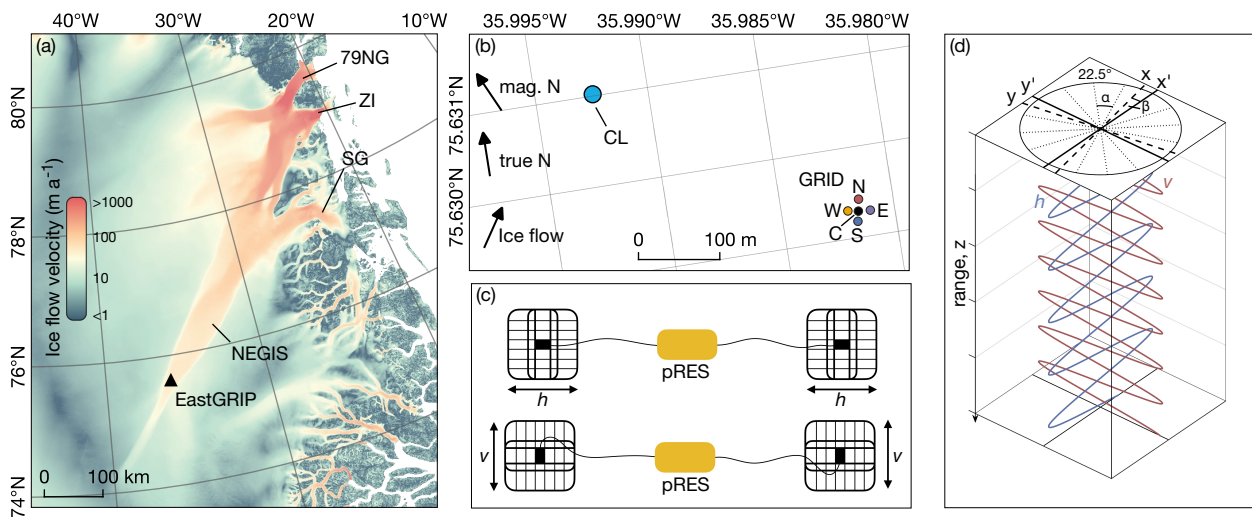 40°W 30°W 20°W 10°W
(a)
79NG
ZI
SG
80°N
78°N
76°N
74°N
Ice flow velocity (m a⁻¹)
>1000
100
10
<1
NEGIS
EastGRIP
0 100 km
35.995°W 35.990°W 35.985°W 35.980°W
(b)
75.631°N
75.630°N
mag. N
true N
Ice flow
CL
GRID
N
W E
C S
0 100 m
(c)
pRES
h h
v v
pRES
(d)
22.5°
x
x'
y'
y
α
β
v
h
range, z